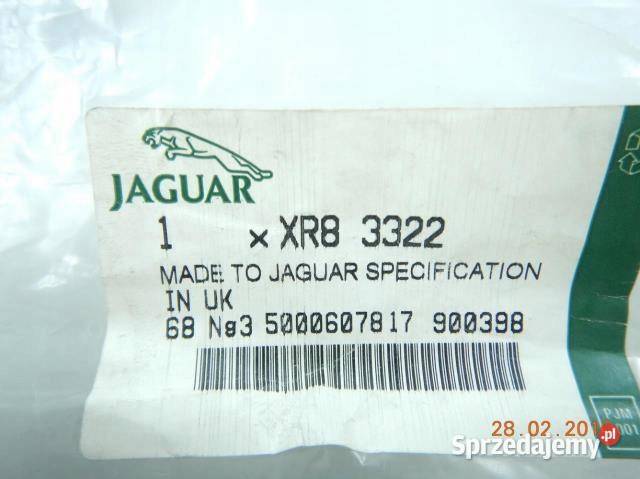 JAGUAR
1 x XR8 3322
MADE TO JAGUAR SPECIFICATION
IN UK
68 Ng3 5000607817 900398
PJM
001
28.02.201
Sprzedajemy.pl